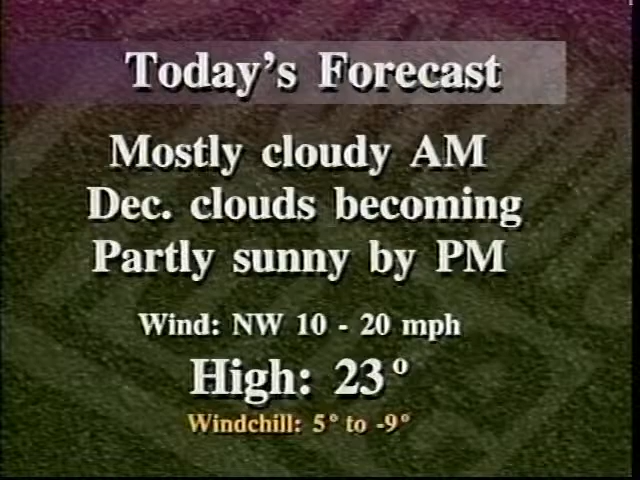 Today's Forecast
Mostly cloudy AM
Dec. clouds becoming
Partly sunny by PM
Wind: NW 10 - 20 mph
High: 23°
Windchill: 5° to -9°